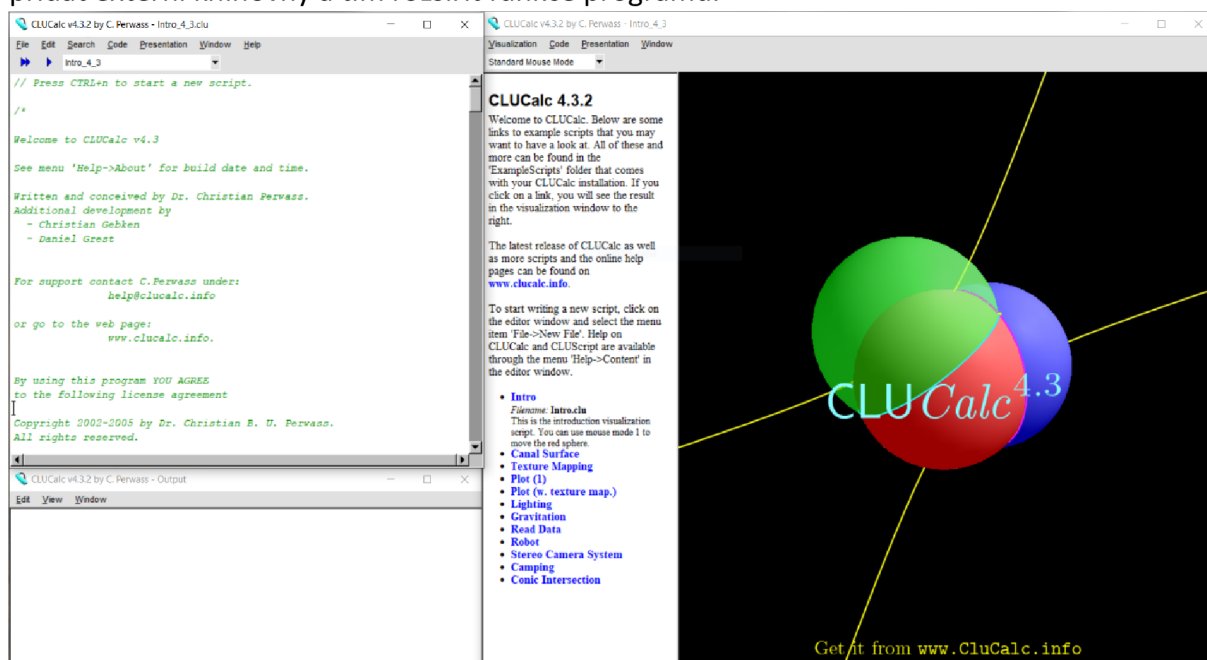 přidat externí knihovny a tím rozšířit funkce programu.
CLUCalc v4.3.2 by C. Perwass - Intro_4_3.clu
File Edit Search Code Presentation Window Help
Intro_4_3
// Press CTRL+n to start a new script.
/*
Welcome to CLUCalc v4.3
See menu 'Help->About' for build date and time.
Written and conceived by Dr. Christian Perwass.
Additional development by
- Christian Gebken
- Daniel Grest
For support contact C.Perwass under:
help@clucalc.info
or go to the web page:
www.clucalc.info.
By using this program YOU AGREE
to the following license agreement
Copyright 2002-2005 by Dr. Christian B. U. Perwass.
All rights reserved.
CLUCalc v4.3.2 by C. Perwass - Output
Edit View Window
CLUCalc v4.3.2 by C. Perwass - Intro_4_3
Visualization Code Presentation Window
Standard Mouse Mode
CLUCalc 4.3.2
Welcome to CLUCalc. Below are some
links to example scripts that you may
want to have a look at. All of these and
more can be found in the
'ExampleScripts' folder that comes
with your CLUCalc installation. If you
click on a link, you will see the result
in the visualization window to the
right.
The latest release of CLUCalc as well
as more scripts and the online help
pages can be found on
www.clucalc.info.
To start writing a new script, click on
the editor window and select the menu
item 'File->New File'. Help on
CLUCalc and CLUScript are available
through the menu 'Help->Content' in
the editor window.
• Intro
Filename: Intro.clu
This is the introduction visualization
script. You can use mouse mode 1 to
move the red sphere.
• Canal Surface
• Texture Mapping
• Plot (1)
• Plot (w. texture map.)
• Lighting
• Gravitation
• Read Data
• Robot
• Stereo Camera System
• Camping
• Conic Intersection
CLUCalc4.3
Get it from www.CluCalc.info